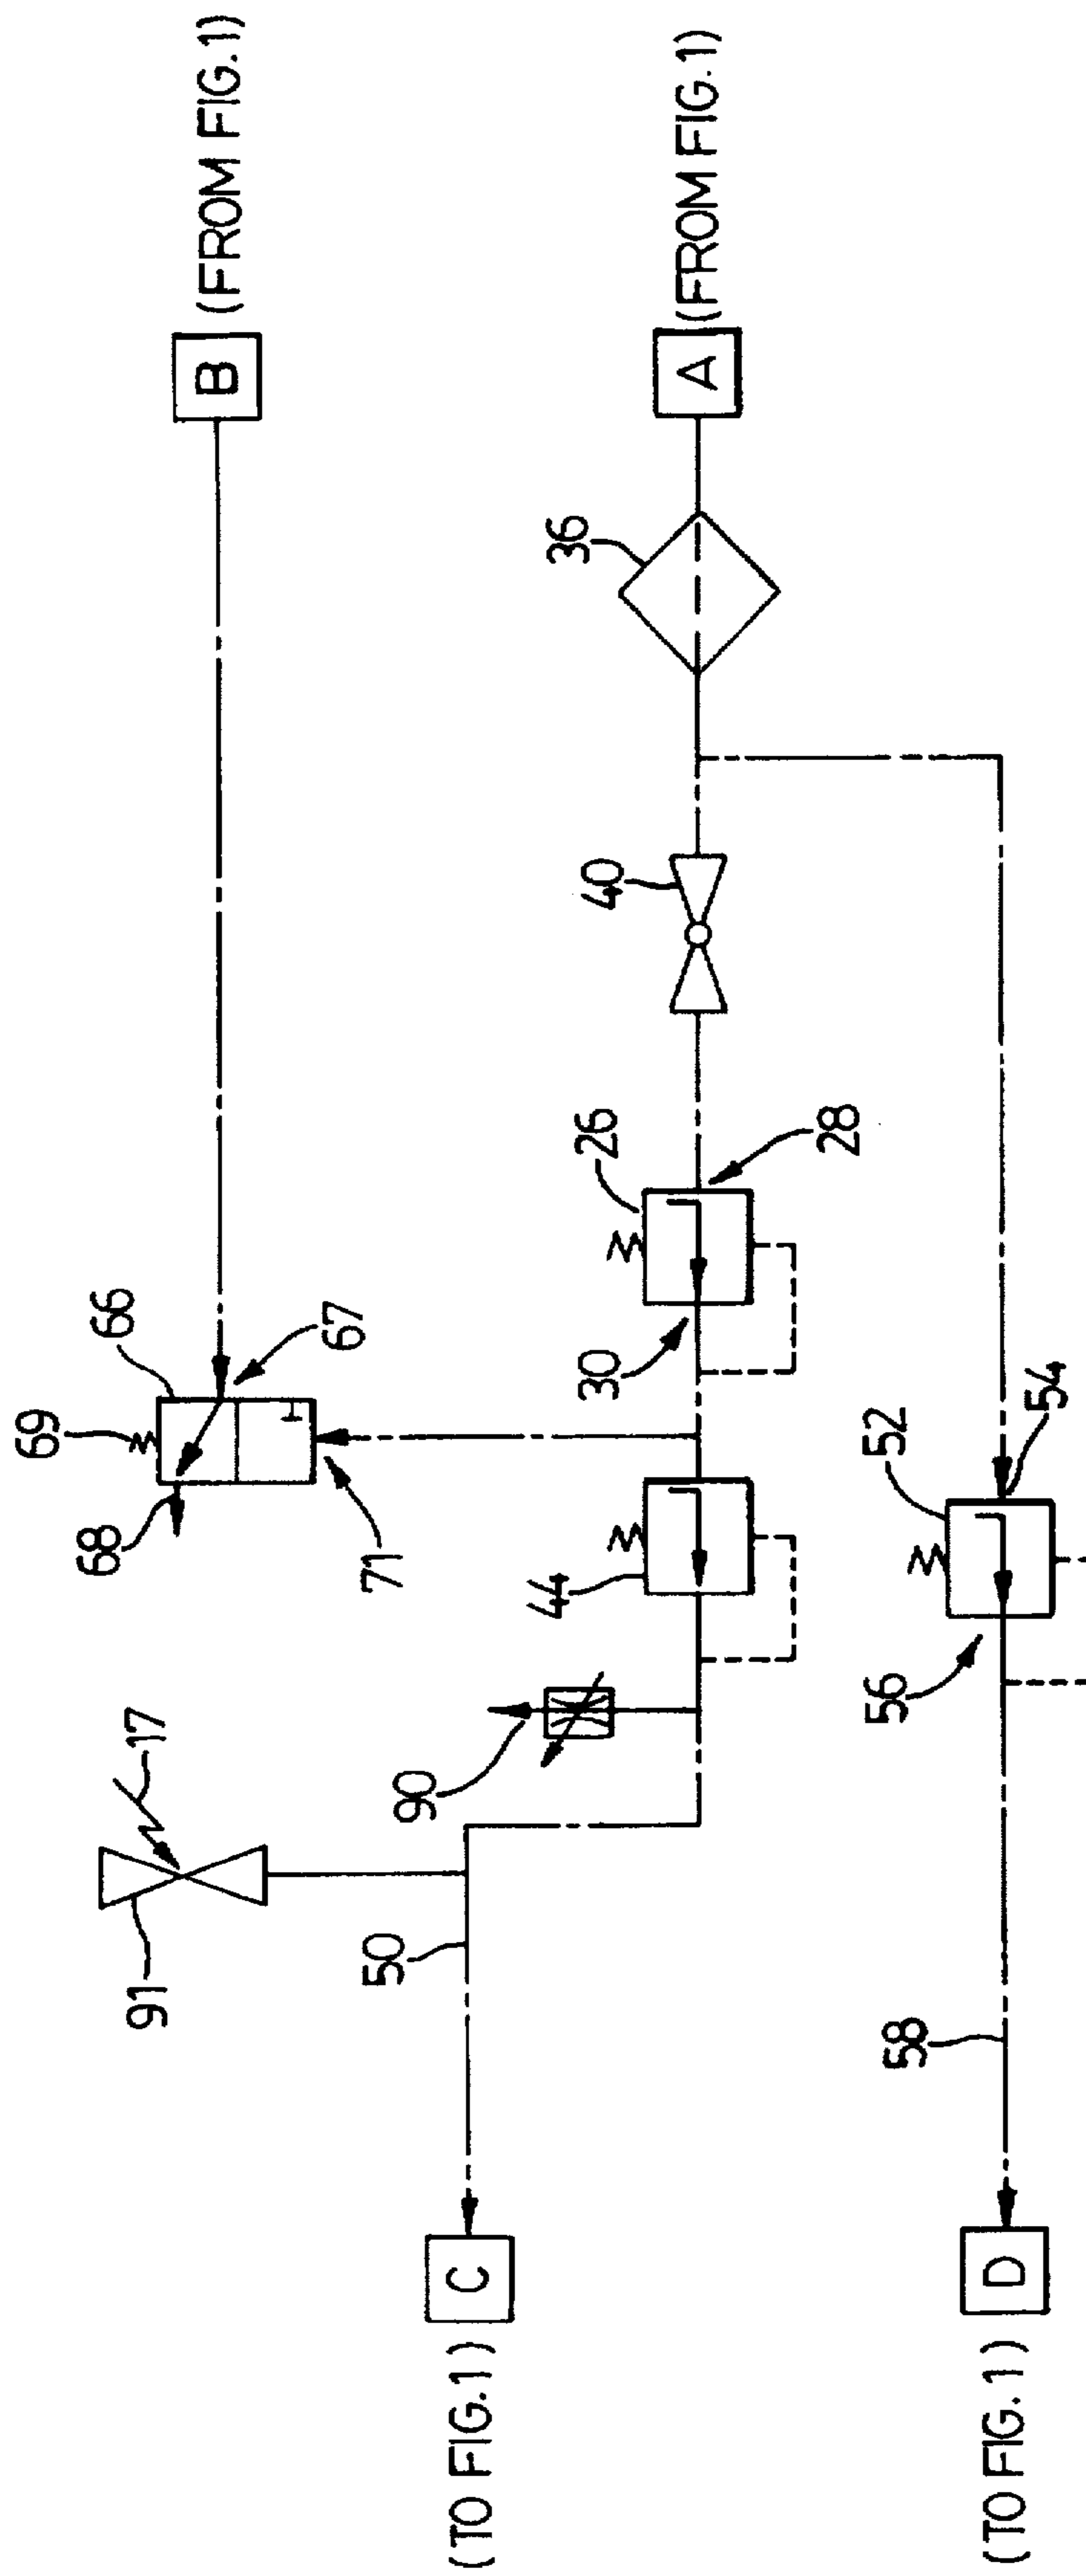 (TO FIG.1)
C
91
17
50
90
68
69
66
67
71
B
(FROM FIG.1)
44
30
26
28
40
36
A
(FROM FIG.1)
(TO FIG.1)
D
58
56
52
54